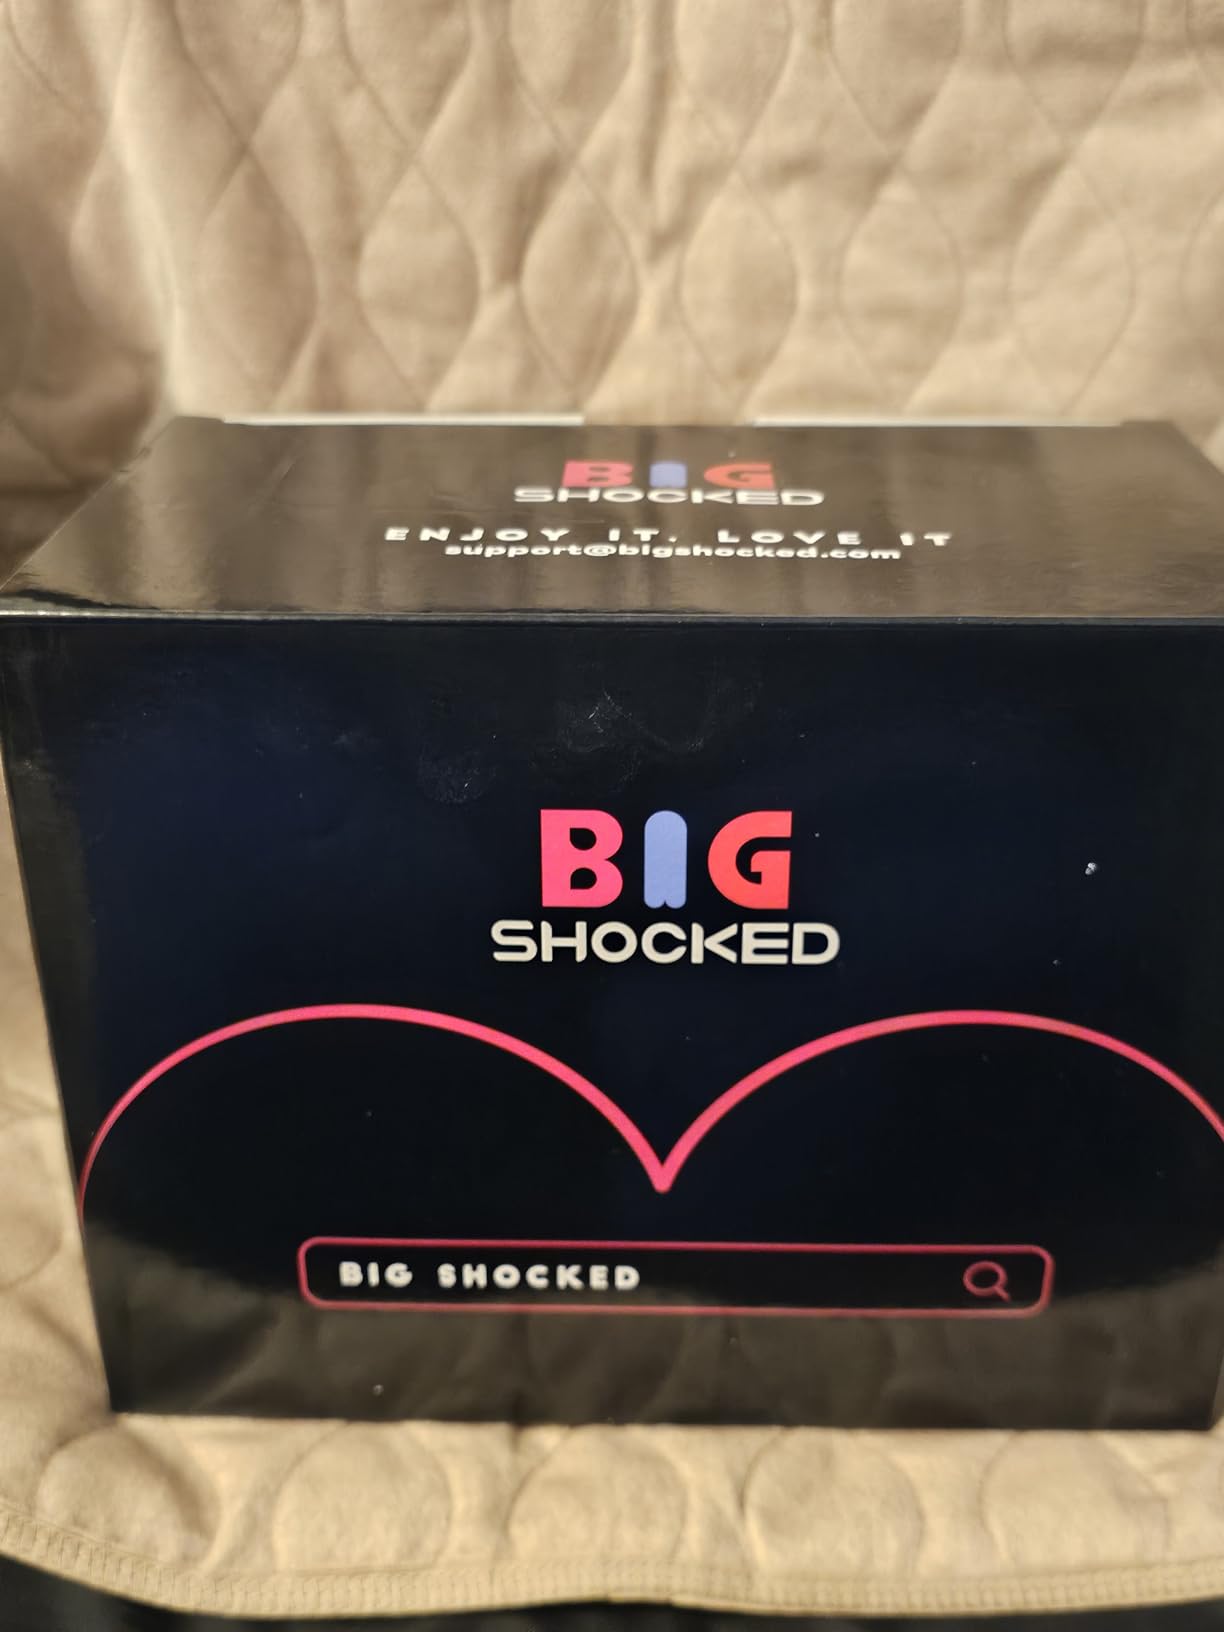 BIG
SHOCKED
ENJOY IT, LOVE IT
support@bigshocked.com
BIG
SHOCKED
BIG SHOCKED